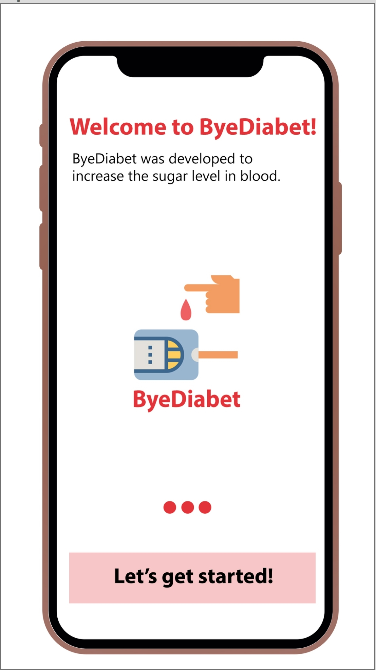 Welcome to ByeDiabet!
ByeDiabet was developed to
increase the sugar level in blood.
ByeDiabet
Let's get started!